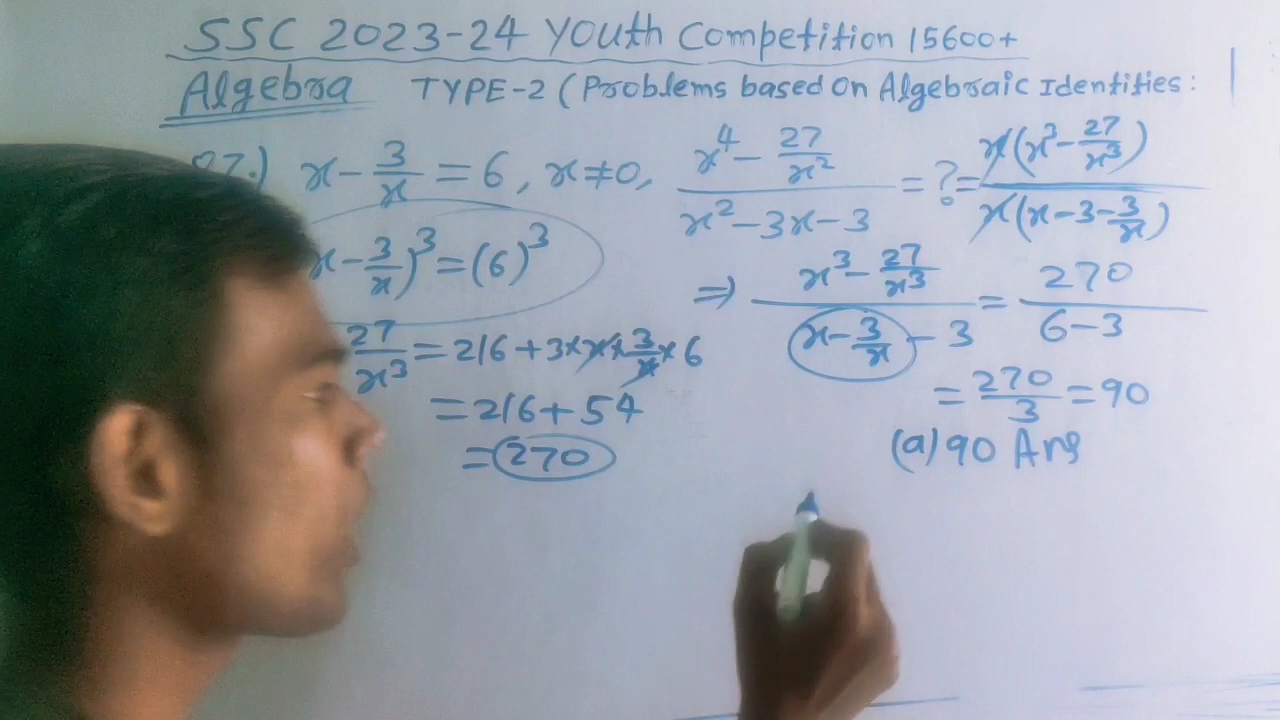 SSC 2023-24 Youth Competition 15600+
Algebra TYPE-2 (Problems based on Algebraic Identities:
97.) x - 3/x = 6, x ≠ 0, (x⁴ - 27/x²)/(x² - 3x - 3) = ? = x(x³ - 27/x³)/x(x - 3 - 3/x)
x - 3/x)³ = (6)³
⇒ (x³ - 27/x³)/(x - 3/x - 3) = 270/(6-3)
27/x³ = 216 + 3×x×3/x×6
= 270/3 = 90
= 216 + 54
(a) 90 Ans
= 270